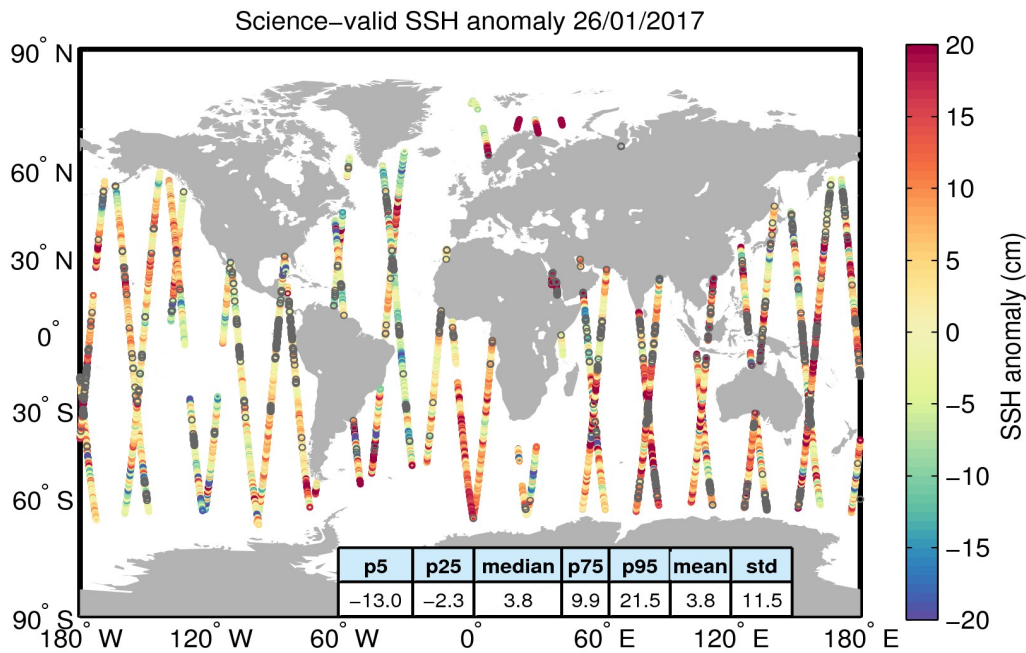 Science−valid SSH anomaly 26/01/2017
90° N
60° N
30° N
0°
30° S
60° S
90° S
180° W
120° W
60° W
0°
60° E
120° E
180° E
p5 p25 median p75 p95 mean std
−13.0 −2.3 3.8 9.9 21.5 3.8 11.5
20
15
10
5
0
−5
−10
−15
−20
SSH anomaly (cm)